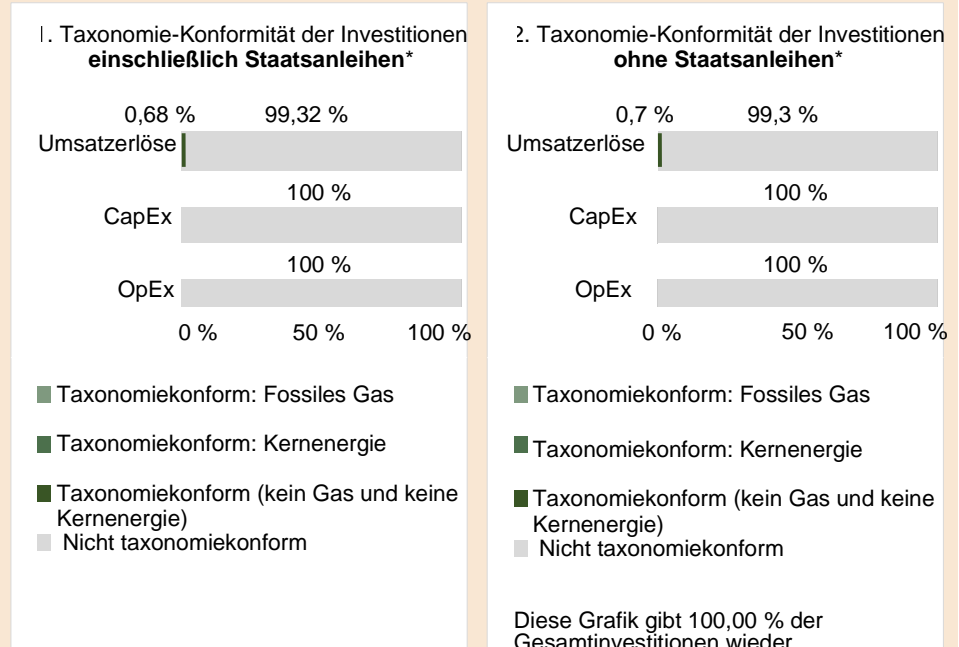 1. Taxonomie-Konformität der Investitionen
einschließlich Staatsanleihen*
0,68 % 99,32 %
Umsatzerlöse
100 %
CapEx
100 %
OpEx
0 % 50 % 100 %
Taxonomiekonform: Fossiles Gas
Taxonomiekonform: Kernenergie
Taxonomiekonform (kein Gas und keine
Kernenergie)
Nicht taxonomiekonform
2. Taxonomie-Konformität der Investitionen
ohne Staatsanleihen*
0,7 % 99,3 %
Umsatzerlöse
100 %
CapEx
100 %
OpEx
0 % 50 % 100 %
Taxonomiekonform: Fossiles Gas
Taxonomiekonform: Kernenergie
Taxonomiekonform (kein Gas und keine
Kernenergie)
Nicht taxonomiekonform
Diese Grafik gibt 100,00 % der
Gesamtinvestitionen wieder